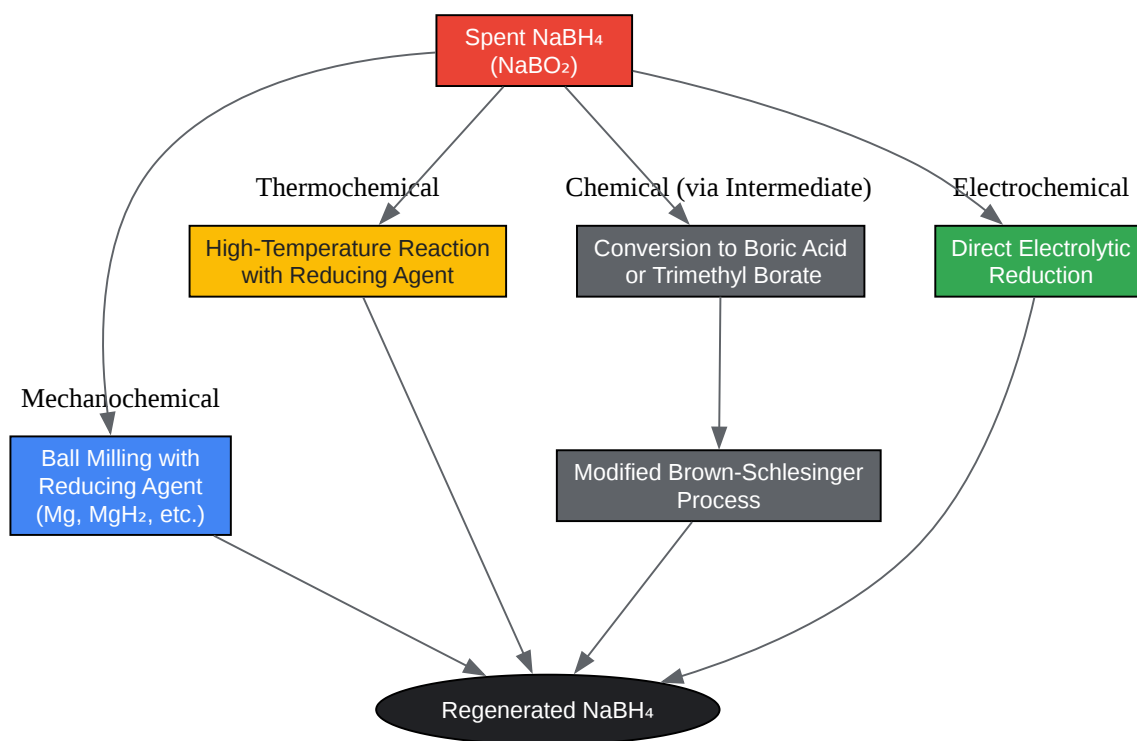 Spent NaBH₄
(NaBO₂)
Thermochemical
Chemical (via Intermediate)
Electrochemical
High-Temperature Reaction
with Reducing Agent
Conversion to Boric Acid
or Trimethyl Borate
Direct Electrolytic
Reduction
Mechanochemical
Ball Milling with
Reducing Agent
(Mg, MgH₂, etc.)
Modified Brown-Schlesinger
Process
Regenerated NaBH₄